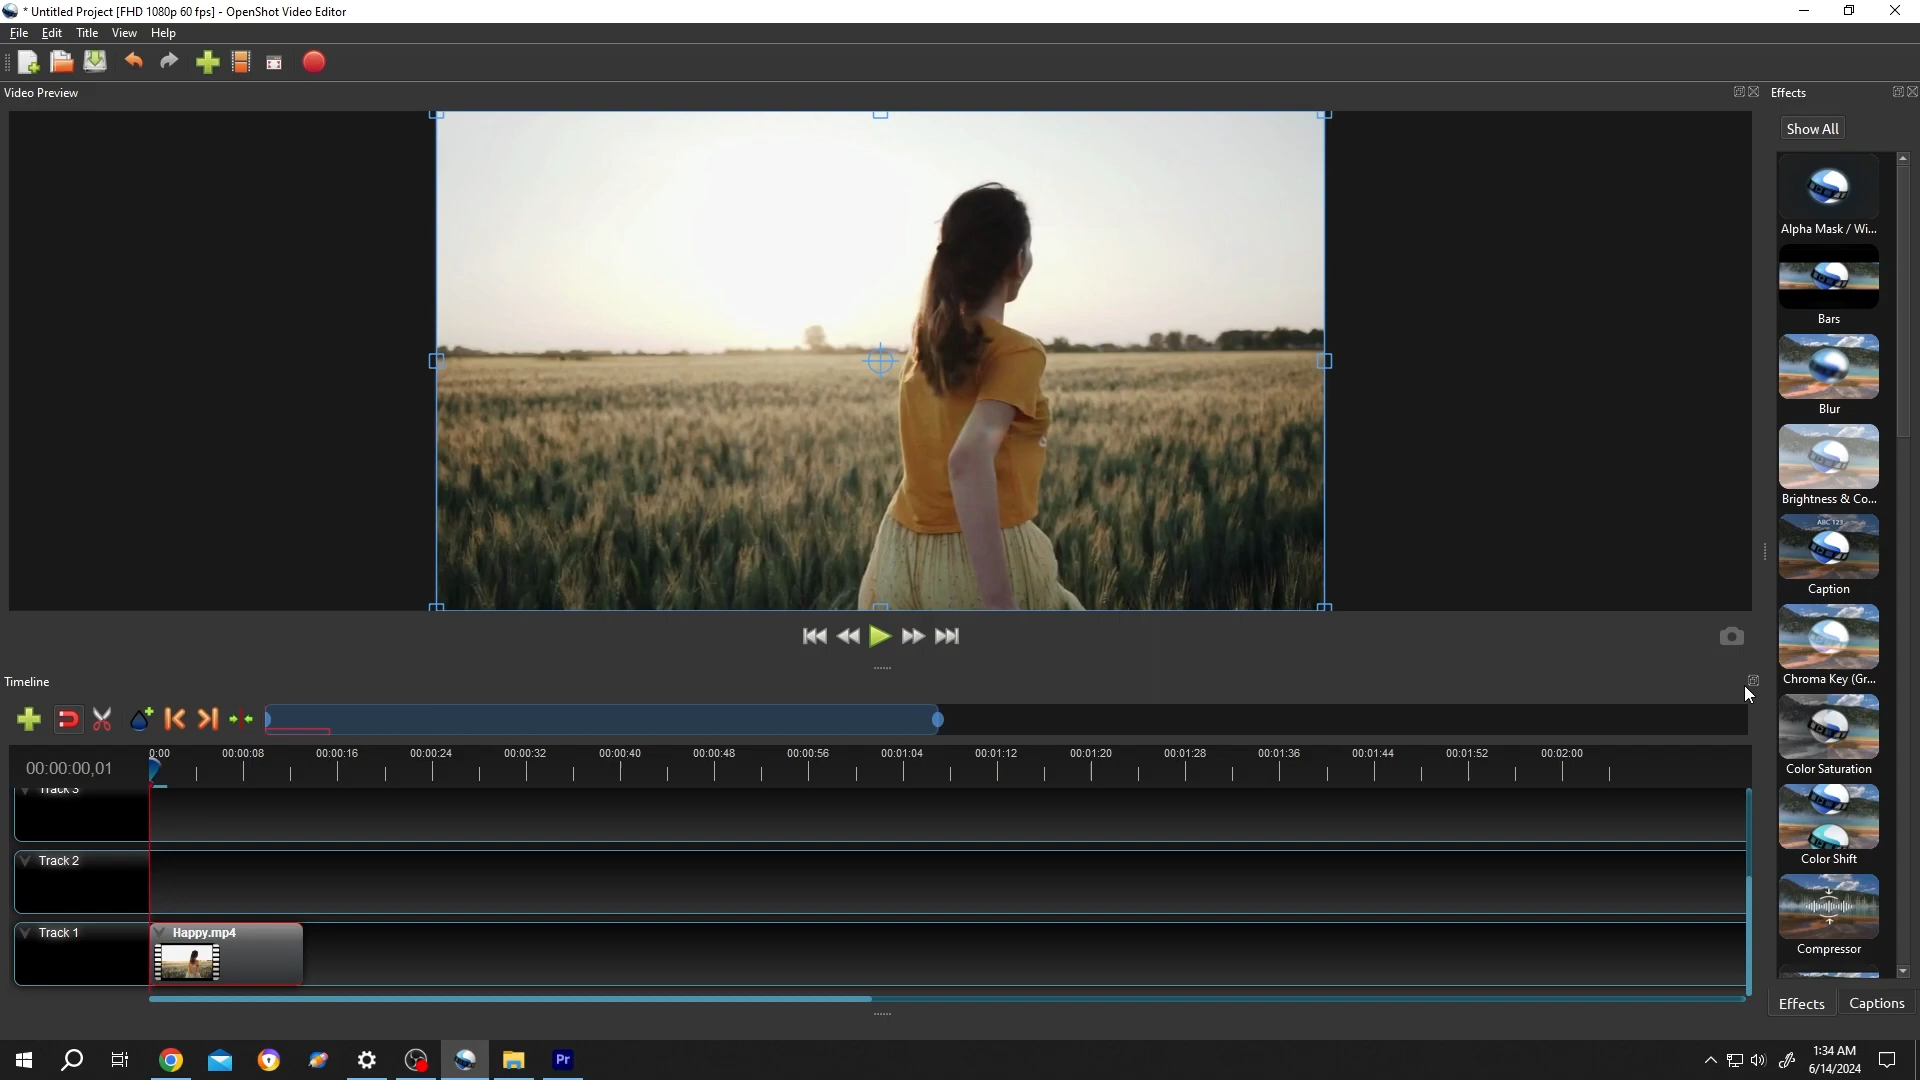 * Untitled Project [FHD 1080p 60 fps] - OpenShot Video Editor
File Edit Title View Help
Video Preview
Effects
Show All
Alpha Mask / Wi...
Bars
Blur
Brightness & Co...
ABC 123
Caption
Chroma Key (Gr...
Color Saturation
Color Shift
Compressor
Timeline
00:00:00,01
0:00 00:00:08 00:00:16 00:00:24 00:00:32 00:00:40 00:00:48 00:00:56 00:01:04 00:01:12 00:01:20 00:01:28 00:01:36 00:01:44 00:01:52 00:02:00
Track 3
Track 2
Track 1
Happy.mp4
Effects Captions
Pr
1:34 AM
6/14/2024